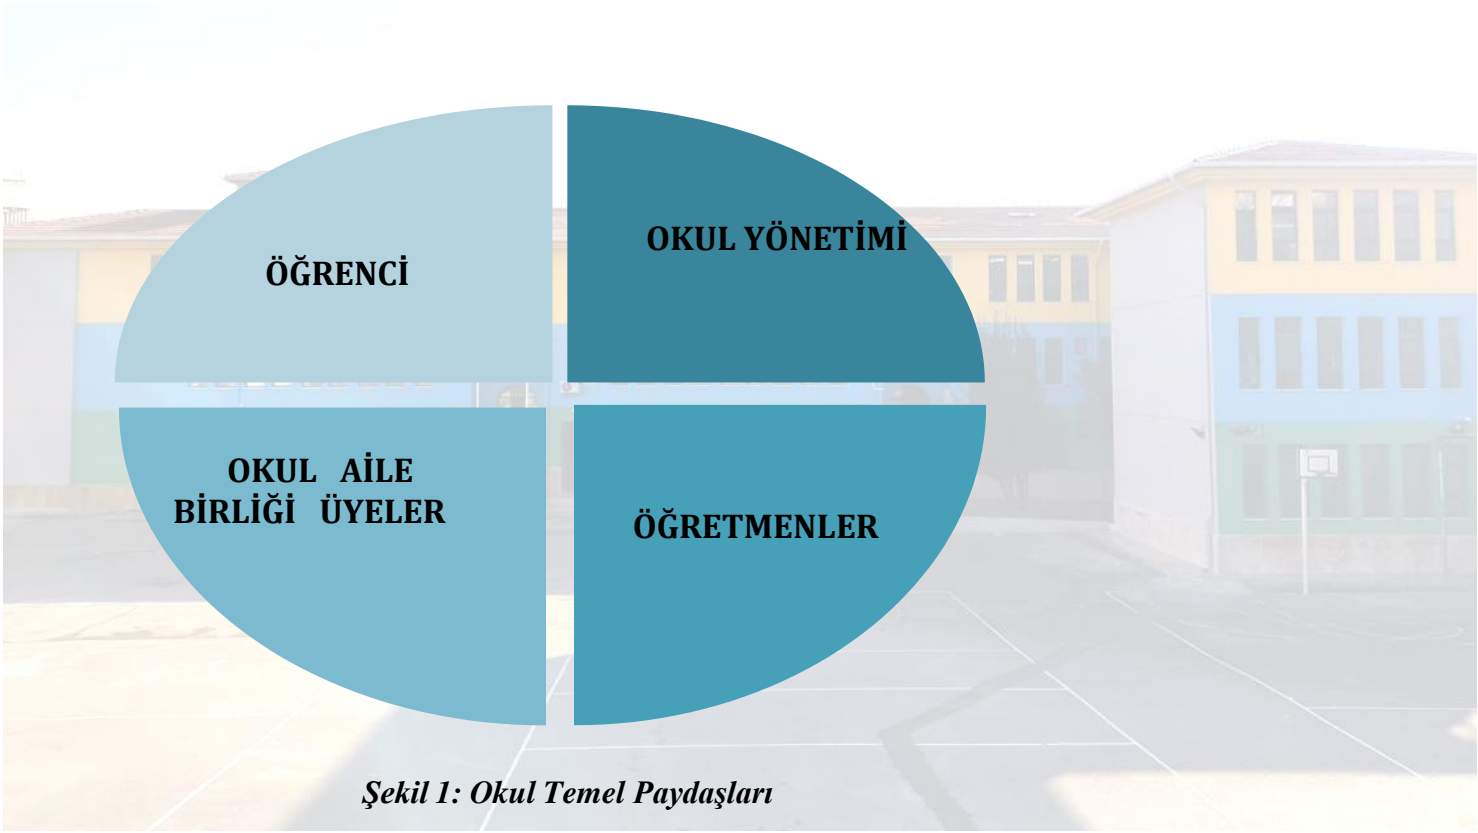 ÖĞRENCİ
OKUL YÖNETİMİ
OKUL AİLE
BİRLİĞİ ÜYELER
ÖĞRETMENLER
Şekil 1: Okul Temel Paydaşları